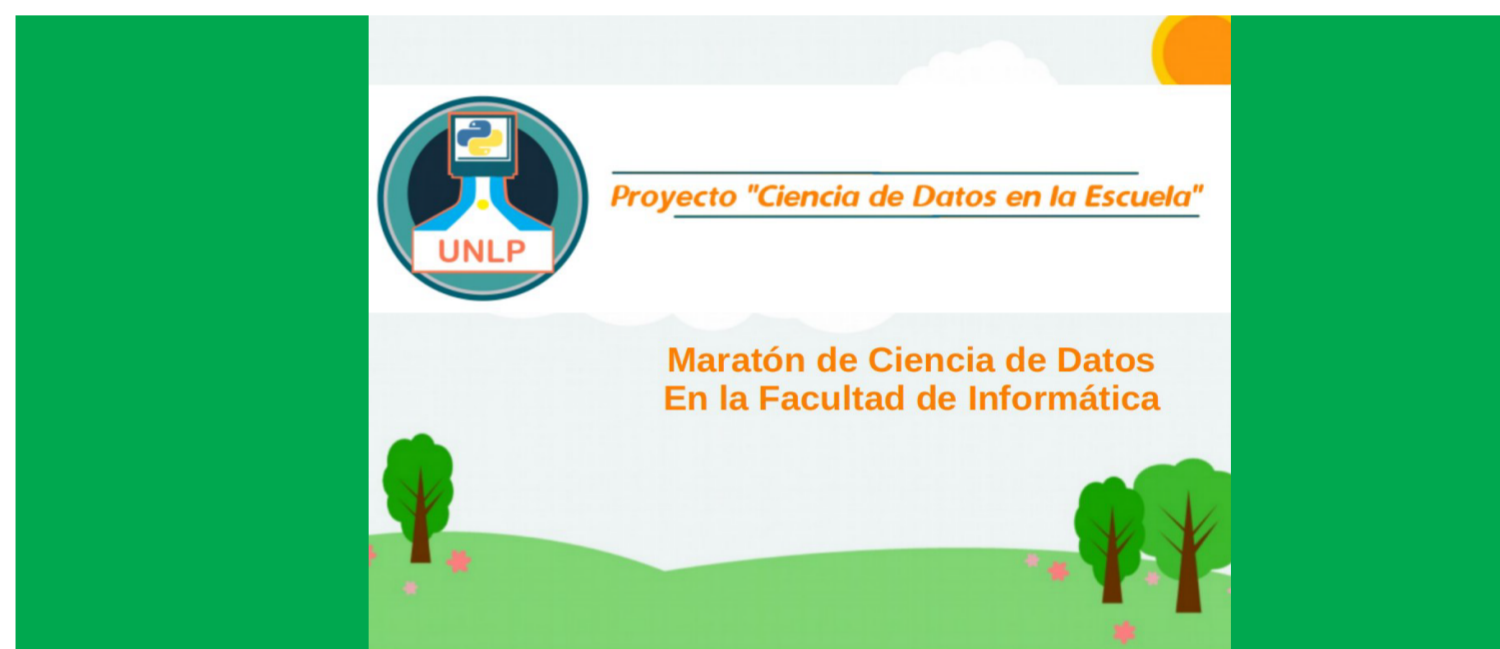 UNLP
Proyecto "Ciencia de Datos en la Escuela"
Maratón de Ciencia de Datos
En la Facultad de Informática